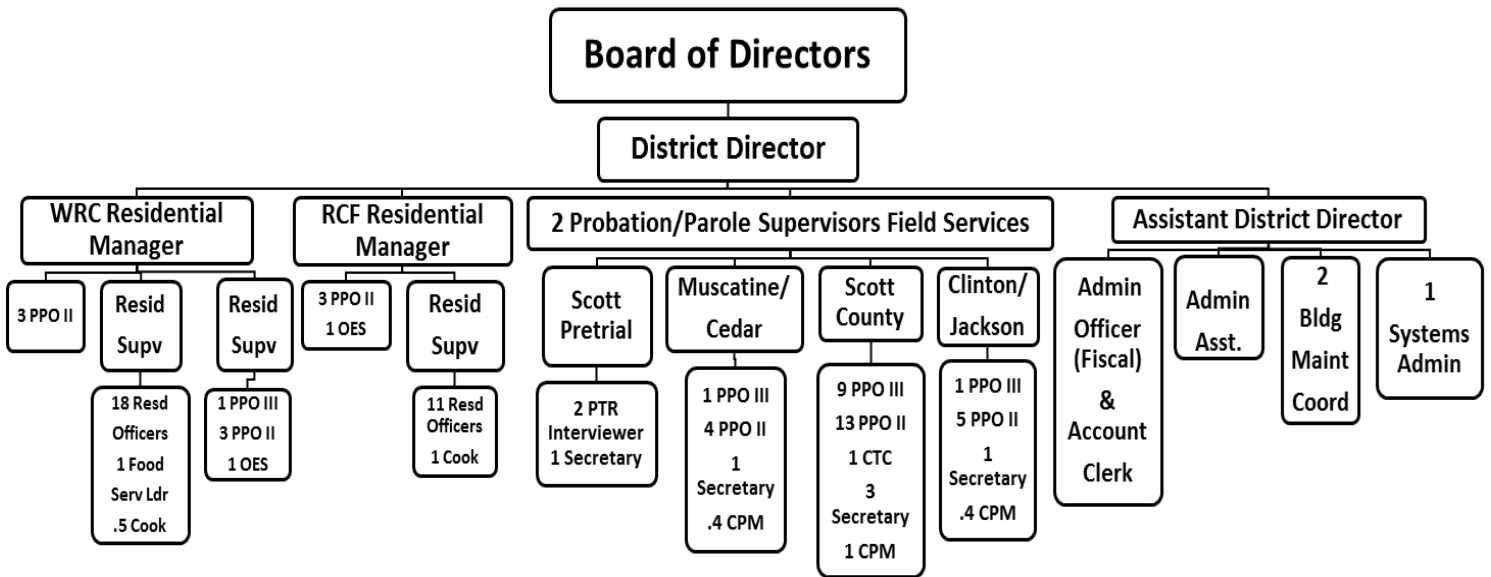 Board of Directors
District Director
WRC Residential
Manager
RCF Residential
Manager
2 Probation/Parole Supervisors Field Services
Assistant District Director
3 PPO II
Resid
Supv
Resid
Supv
3 PPO II
1 OES
Resid
Supv
Scott
Pretrial
Muscatine/
Cedar
Scott
County
Clinton/
Jackson
Admin
Officer
(Fiscal)
&
Account
Clerk
Admin
Asst.
2
Bldg
Maint
Coord
1
Systems
Admin
18 Resd
Officers
1 Food
Serv Ldr
.5 Cook
1 PPO III
3 PPO II
1 OES
11 Resd
Officers
1 Cook
2 PTR
Interviewer
1 Secretary
1 PPO III
4 PPO II
1
Secretary
.4 CPM
9 PPO III
13 PPO II
1 CTC
3
Secretary
1 CPM
1 PPO III
5 PPO II
1
Secretary
.4 CPM